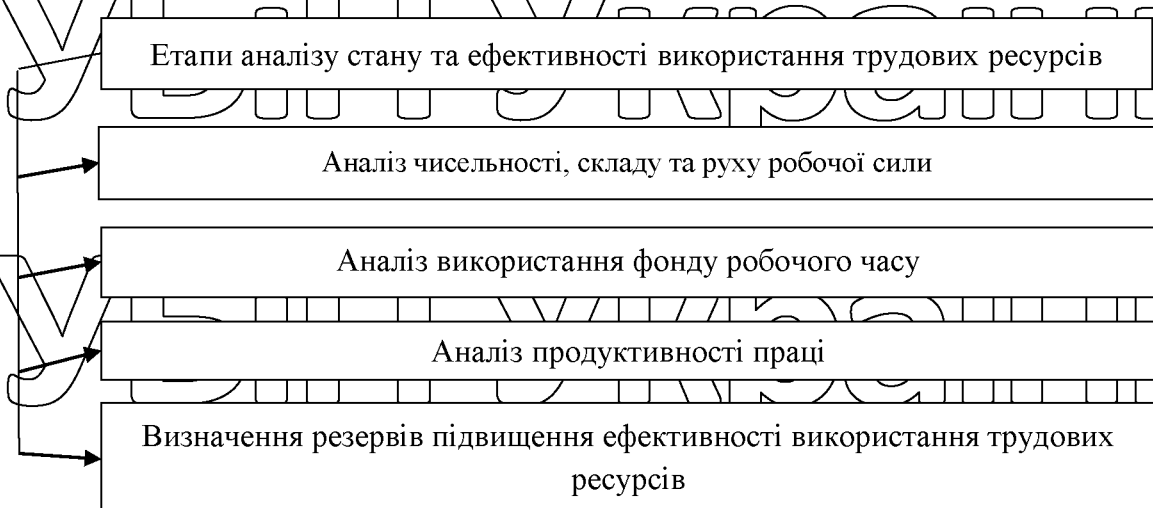 Етапи аналізу стану та ефективності використання трудових ресурсів
Аналіз чисельності, складу та руху робочої сили
Аналіз використання фонду робочого часу
Аналіз продуктивності праці
Визначення резервів підвищення ефективності використання трудових
ресурсів